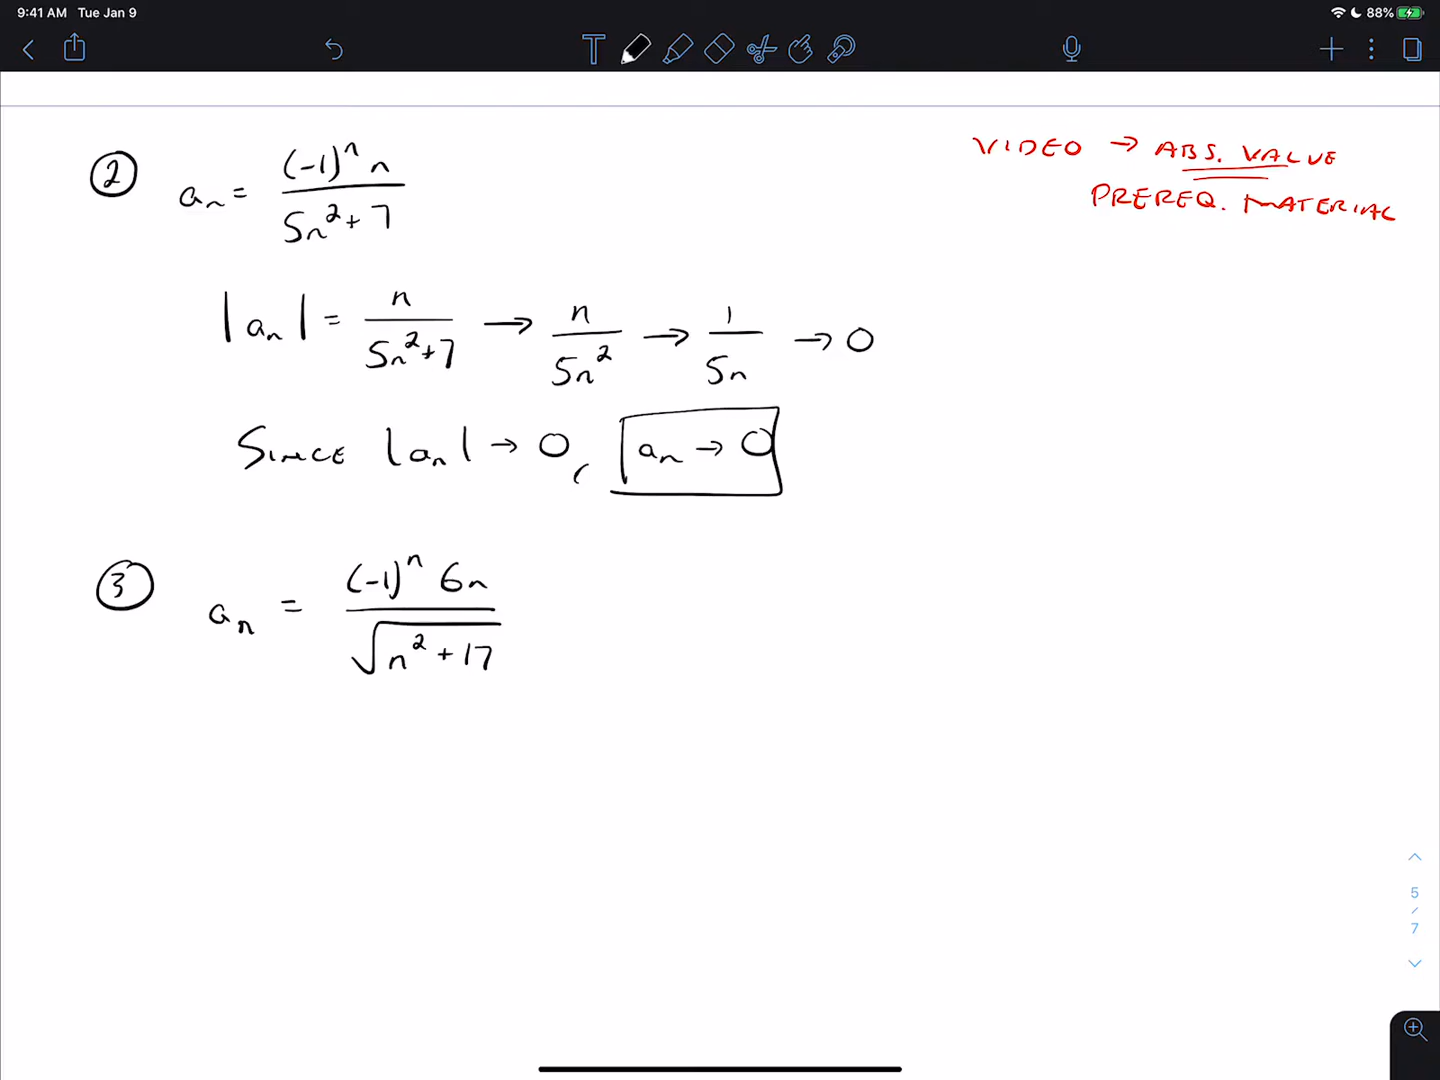 9:41 AM Tue Jan 9
88%
VIDEO → ABS. VALUE
PREREQ. MATERIAL
② aₙ = (-1)ⁿ n / 5n² + 7
|aₙ| = n / 5n² + 7 → n / 5n² → 1 / 5n → 0
SINCE |aₙ| → 0, aₙ → 0
③ aₙ = (-1)ⁿ 6n / √(n² + 17)
5
/
7